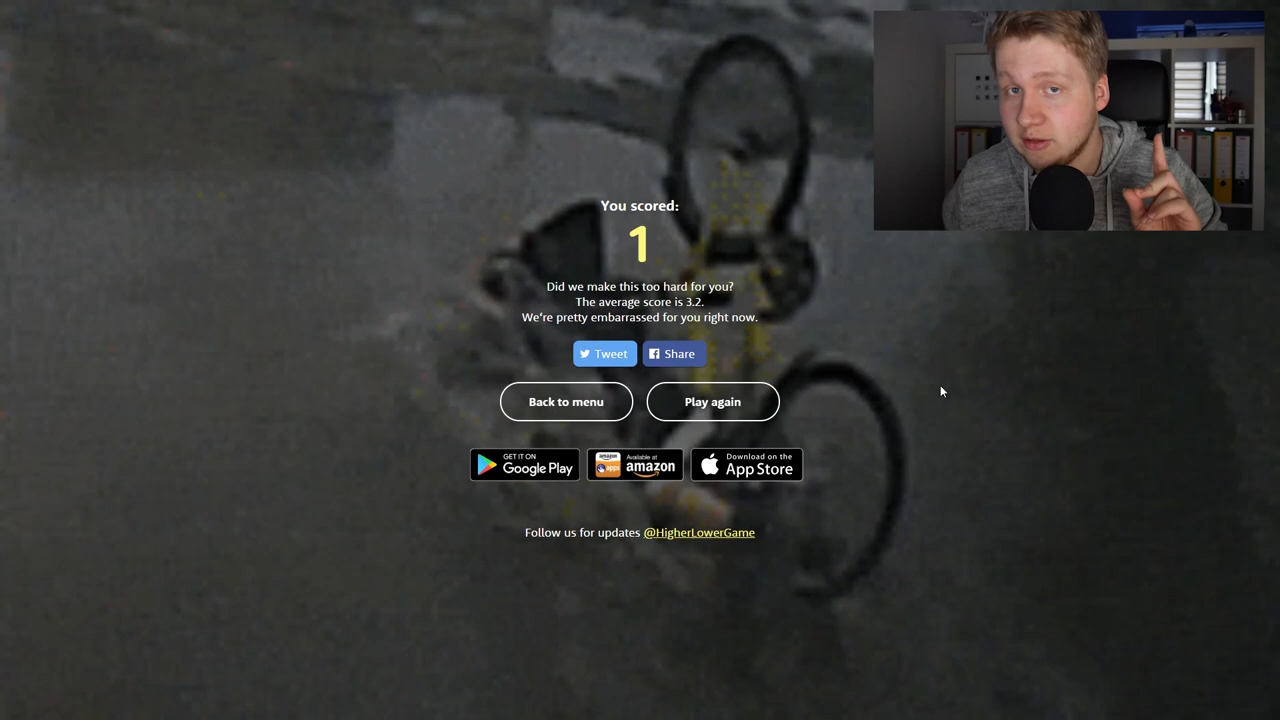 You scored:
1
Did we make this too hard for you?
The average score is 3.2.
We're pretty embarrassed for you right now.
Tweet
Share
Back to menu
Play again
GET IT ON
Google Play
amazon
apps
Available at
amazon
Download on the
App Store
Follow us for updates @HigherLowerGame